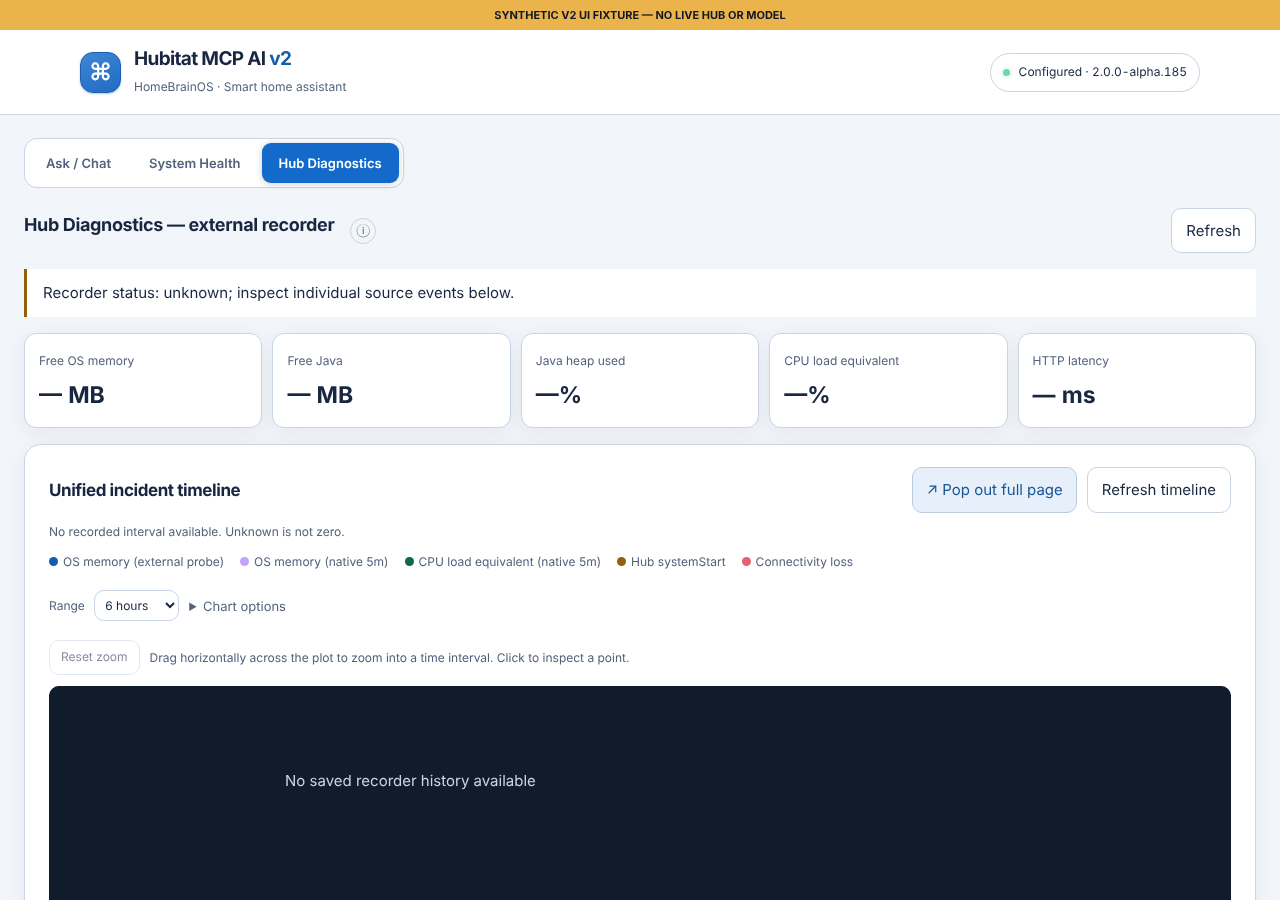 SYNTHETIC V2 UI FIXTURE — NO LIVE HUB OR MODEL
⌘
Hubitat MCP AI v2
HomeBrainOS · Smart home assistant
Configured · 2.0.0-alpha.185
Ask / Chat
System Health
Hub Diagnostics
Hub Diagnostics — external recorder
ⓘ
Refresh
Recorder status: unknown; inspect individual source events below.
Free OS memory
— MB
Free Java
— MB
Java heap used
—%
CPU load equivalent
—%
HTTP latency
— ms
Unified incident timeline
↗ Pop out full page
Refresh timeline
No recorded interval available. Unknown is not zero.
OS memory (external probe)
OS memory (native 5m)
CPU load equivalent (native 5m)
Hub systemStart
Connectivity loss
Range
6 hours
▶ Chart options
Reset zoom
Drag horizontally across the plot to zoom into a time interval. Click to inspect a point.
No saved recorder history available